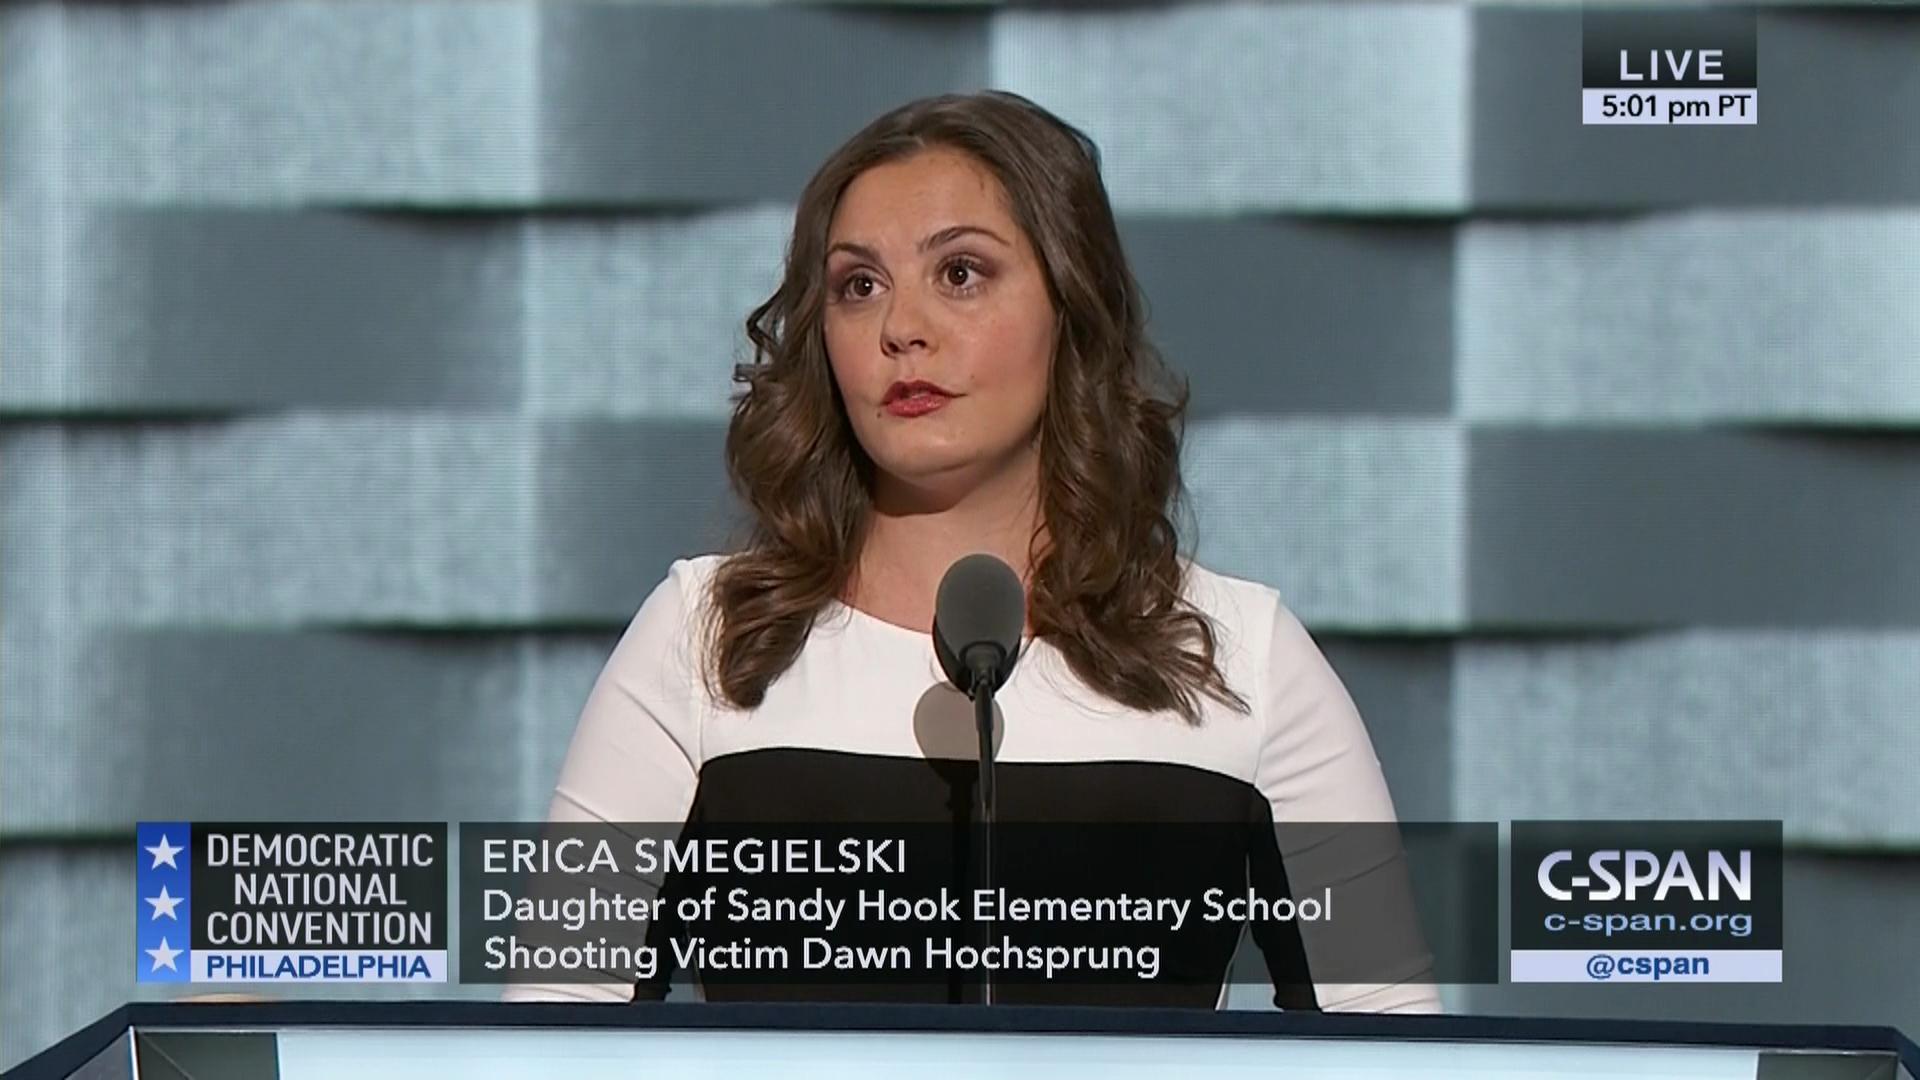 LIVE
5:01 pm PT
DEMOCRATIC
NATIONAL
CONVENTION
PHILADELPHIA
ERICA SMEGIELSKI
Daughter of Sandy Hook Elementary School
Shooting Victim Dawn Hochsprung
C-SPAN
c-span.org
@cspan